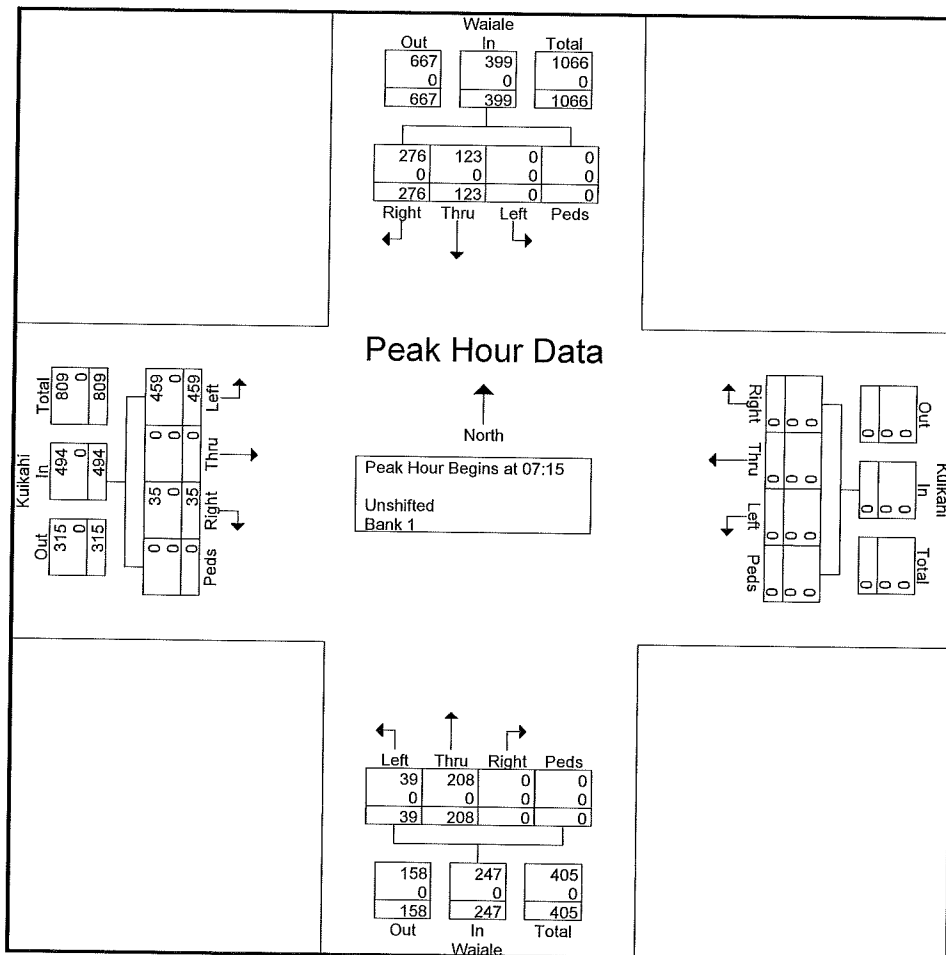 Waiale
Out In Total
667 399 1066
0 0 0
667 399 1066
276 123 0 0
0 0 0 0
276 123 0 0
Right Thru Left Peds
Peak Hour Data
North
Peak Hour Begins at 07:15
Unshifted
Bank 1
Kuikahi
Total In Out
809 494 315
0 0 0
809 494 315
459 0 35 0
0 0 0 0
459 0 35 0
Left Thru Right Peds
Right Thru Left Peds
0 0 0 0
0 0 0 0
0 0 0 0
Out In Total
0 0 0
0 0 0
0 0 0
Kuikahi
Left Thru Right Peds
39 208 0 0
0 0 0 0
39 208 0 0
158 247 405
0 0 0
158 247 405
Out In Total
Waiale